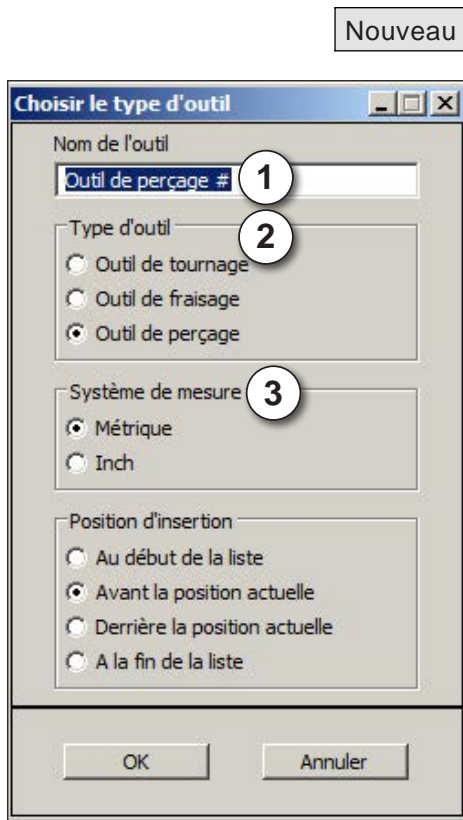 Nouveau
Choisir le type d'outil
Nom de l'outil
Outil de perçage #
1
Type d'outil
2
Outil de tournage
Outil de fraisage
Outil de perçage
Système de mesure
3
Métrique
Inch
Position d'insertion
Au début de la liste
Avant la position actuelle
Derrière la position actuelle
A la fin de la liste
OK
Annuler